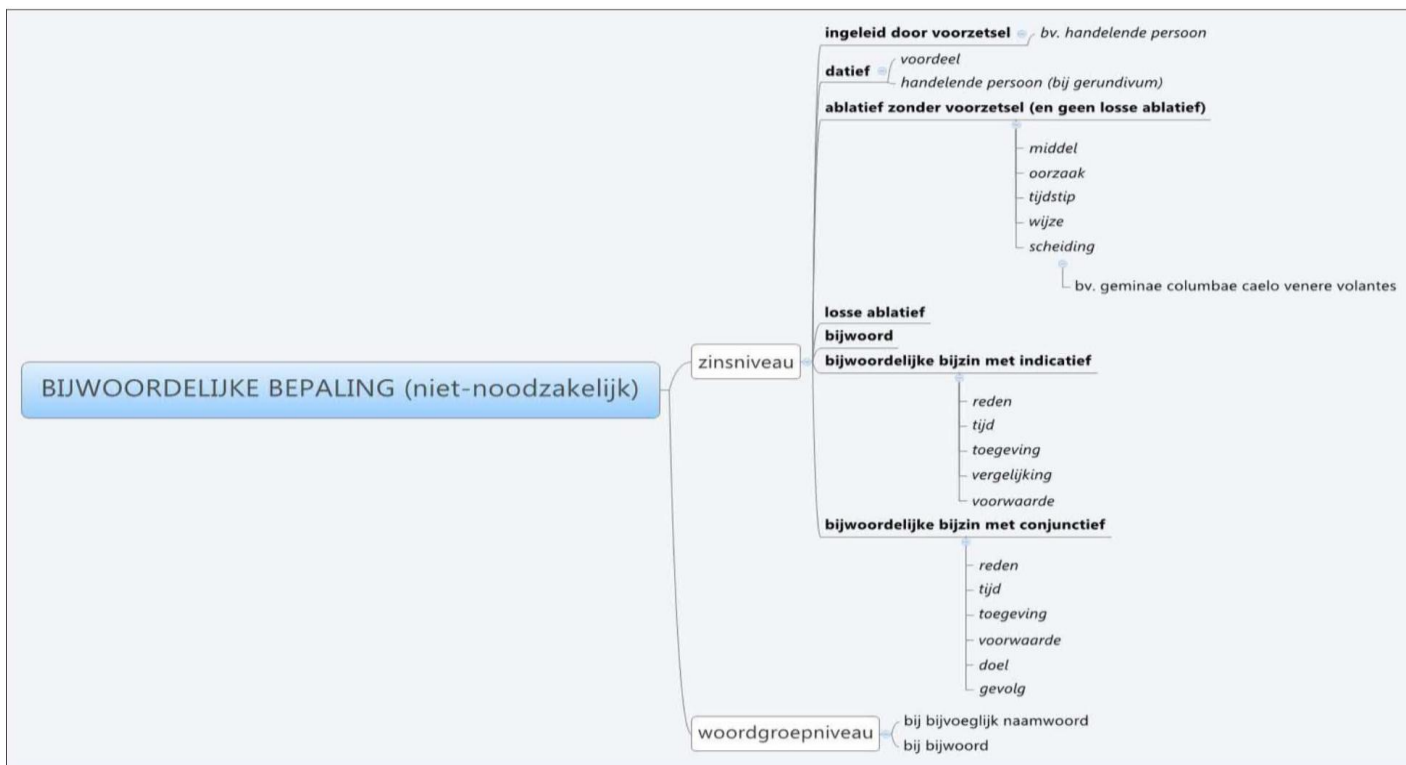 BIJWOORDELIJKE BEPALING (niet-noodzakelijk)
zinsniveau
ingeleid door voorzetsel
bv. handelende persoon
datief
voordeel
handelende persoon (bij gerundivum)
ablatief zonder voorzetsel (en geen losse ablatief)
middel
oorzaak
tijdstip
wijze
scheiding
bv. geminae columbae caelo venere volantes
losse ablatief
bijwoord
bijwoordelijke bijzin met indicatief
reden
tijd
toegeving
vergelijking
voorwaarde
bijwoordelijke bijzin met conjunctief
reden
tijd
toegeving
voorwaarde
doel
gevolg
woordgroepniveau
bij bijvoeglijk naamwoord
bij bijwoord